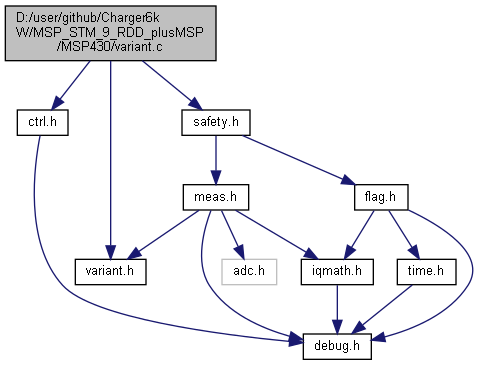 D:/user/github/Charger6k
W/MSP_STM_9_RDD_plusMSP
/MSP430/variant.c
ctrl.h
safety.h
meas.h
flag.h
variant.h
adc.h
iqmath.h
time.h
debug.h